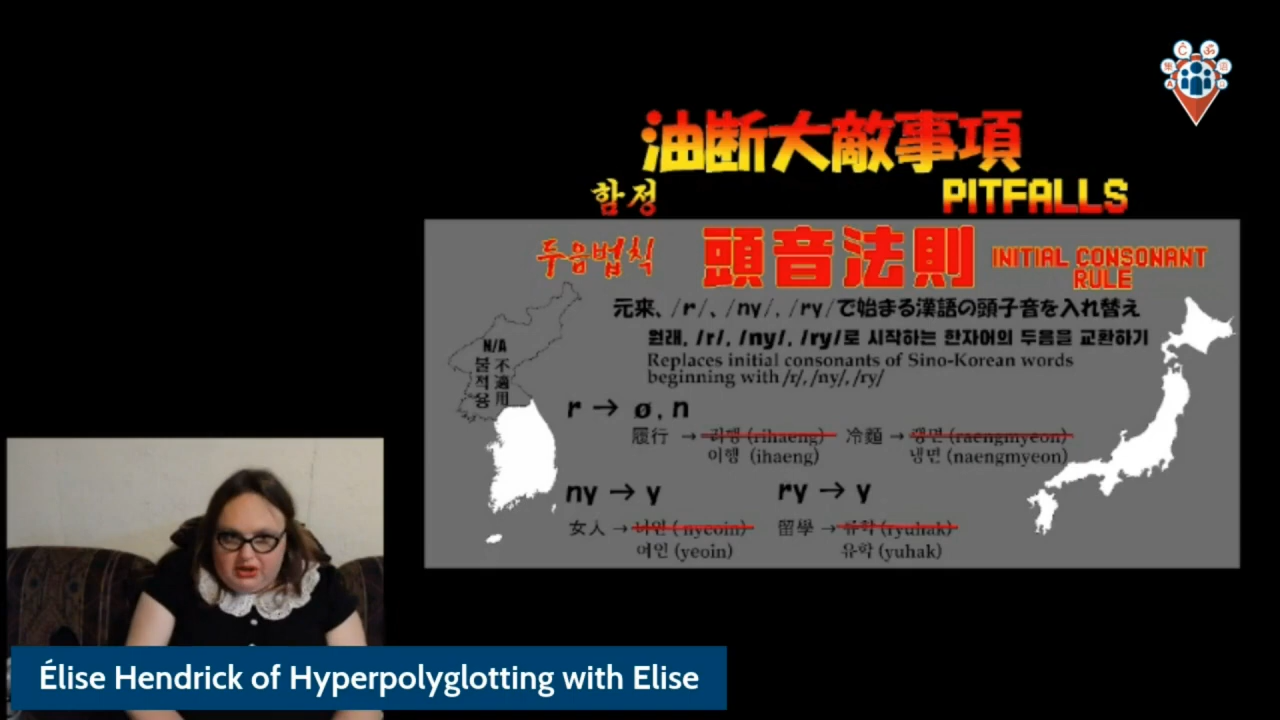 油断大敵事項
함정
PITFALLS
두음법칙 頭音法則 INITIAL CONSONANT RULE
元来、/r/、/ny/、/ry/で始まる漢語の頭子音を入れ替え
원래, /r/, /ny/, /ry/로 시작하는 한자어의 두음을 교환하기
Replaces initial consonants of Sino-Korean words
beginning with /r/,/ny/,/ry/
N/A
불적용
不適用
r → ø, n
履行 → 리행 (rihaeng) 冷麵 → 랭면 (raengmyeon)
이행 (ihaeng) 냉면 (naengmyeon)
ny → y ry → y
女人 → 녀인 (nyeoin) 留學 → 류학 (ryuhak)
여인 (yeoin) 유학 (yuhak)
Élise Hendrick of Hyperpolyglotting with Elise